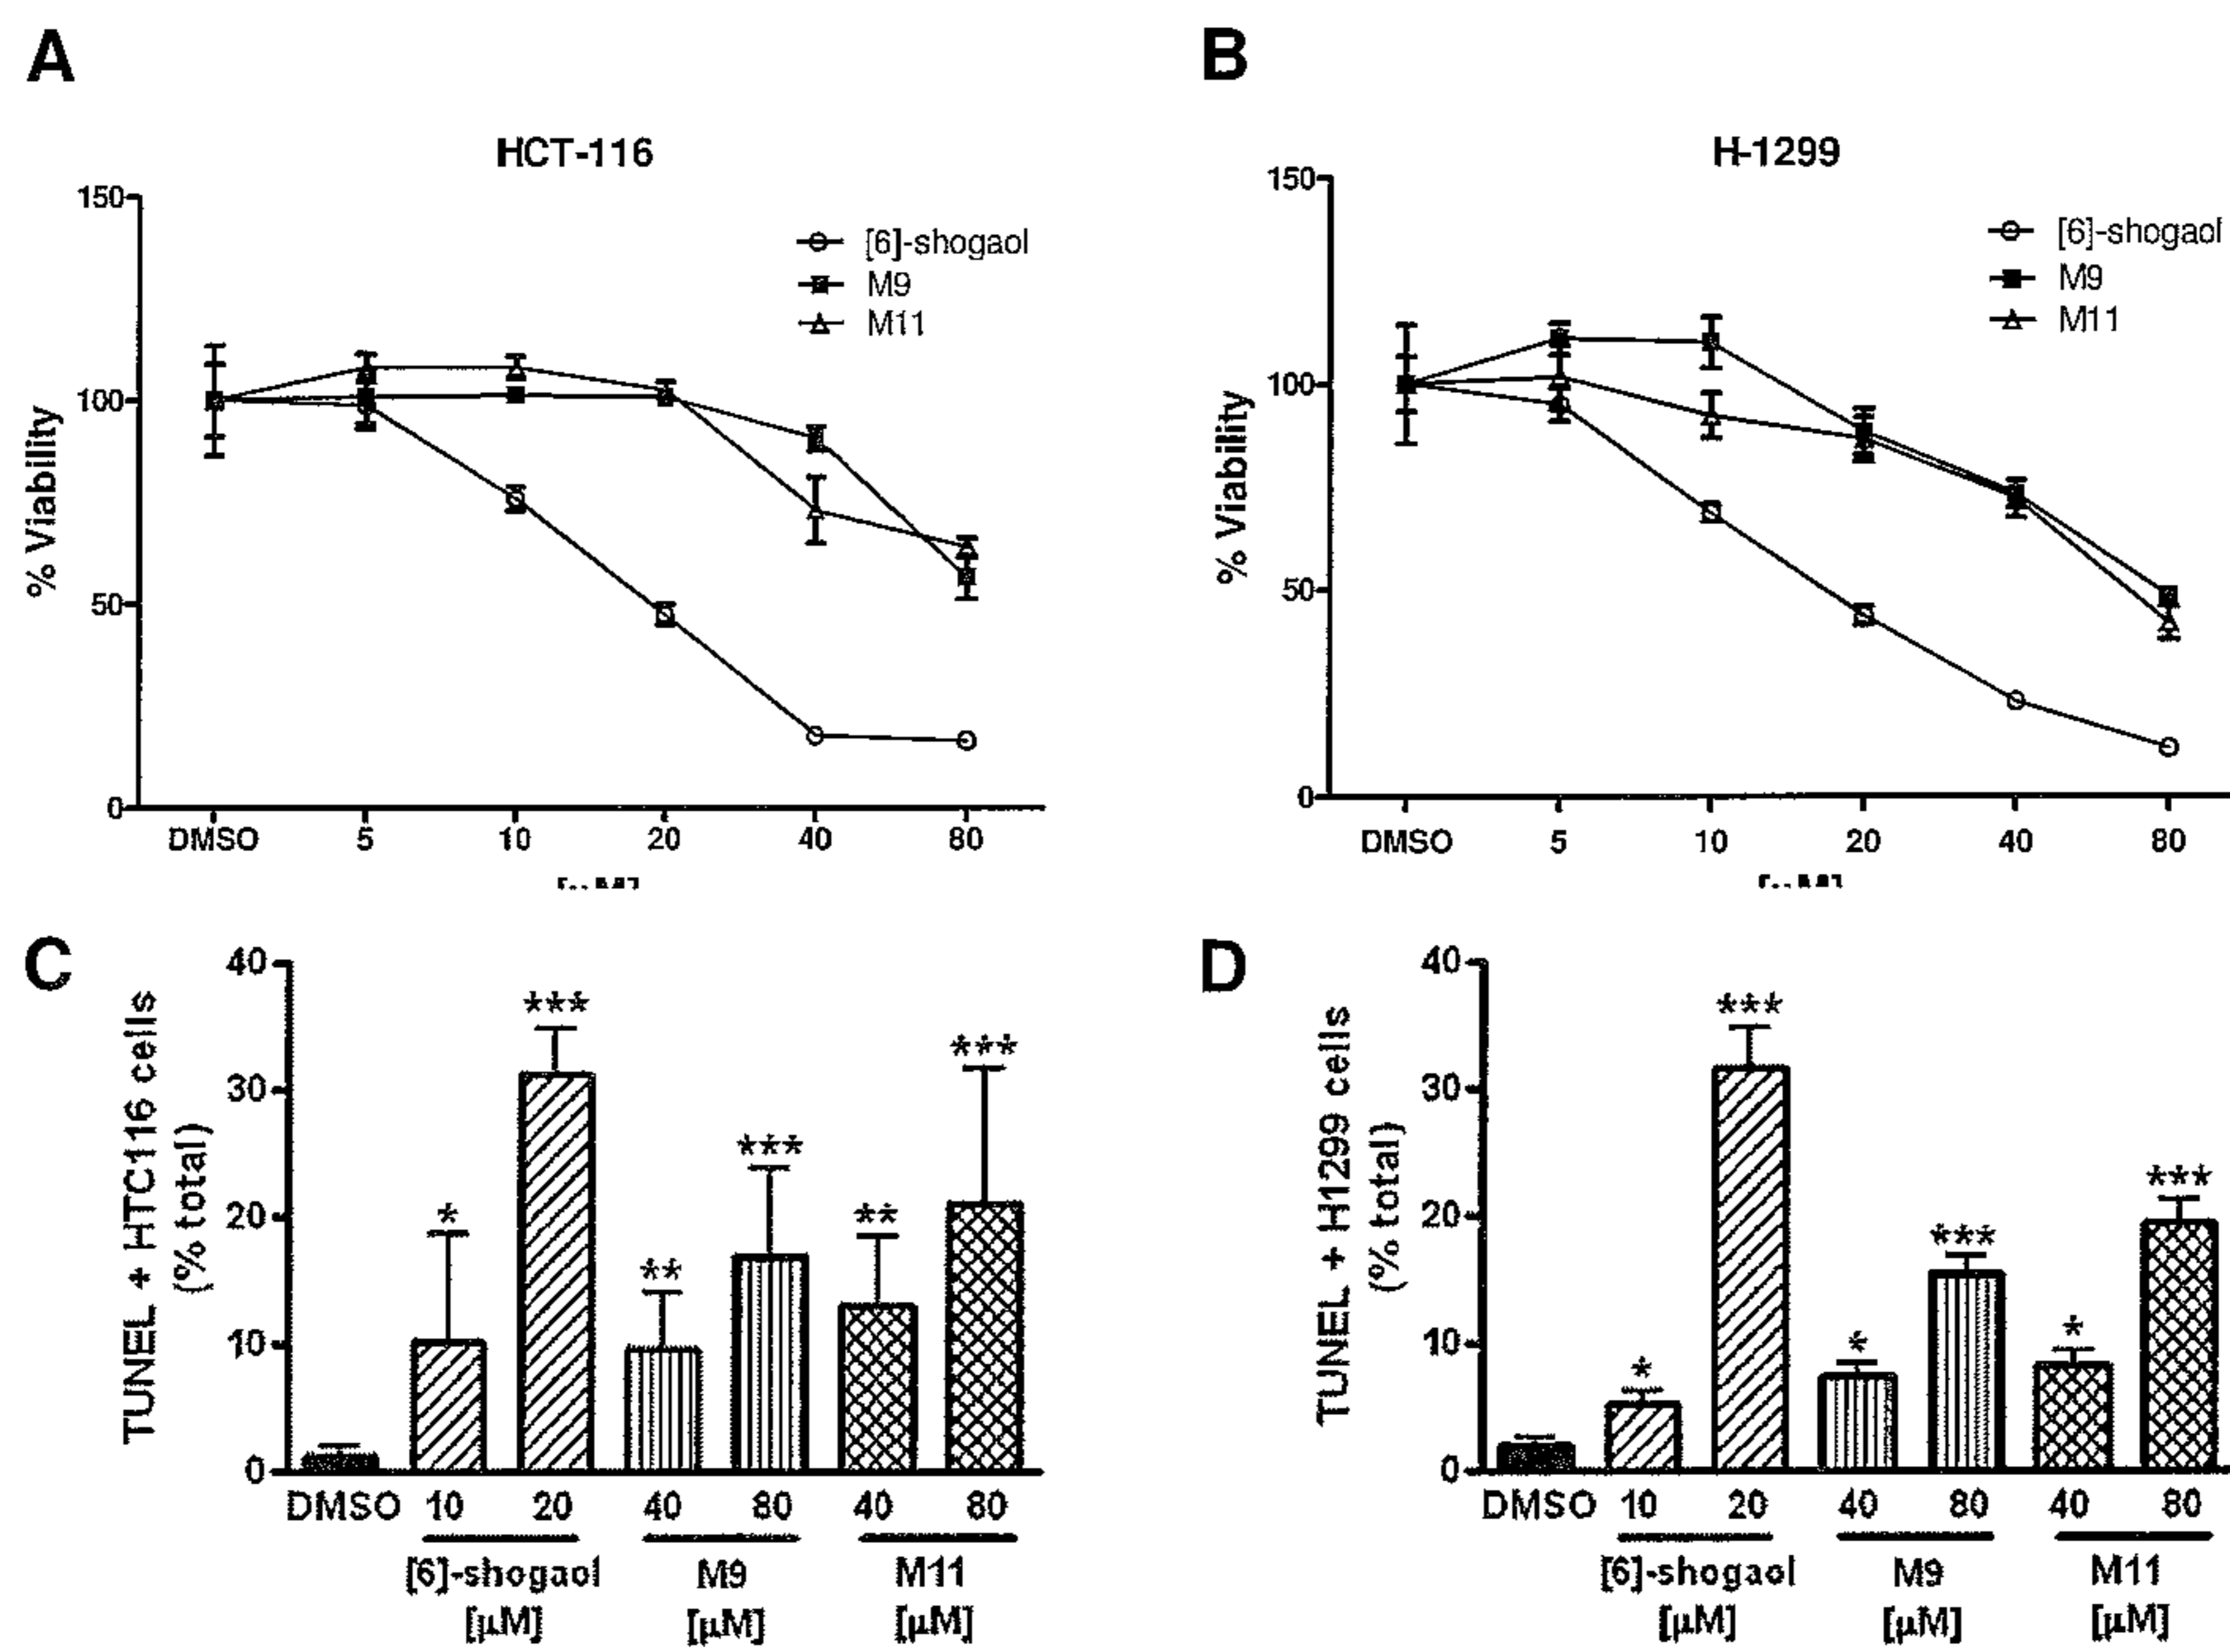 A
HCT-116
150
100
50
0
% Viability
[6]-shogaol
M9
M11
DMSO 5 10 20 40 80
B
H-1299
150
100
50
0
% Viability
[6]-shogaol
M9
M11
DMSO 5 10 20 40 80
C
40
30
20
10
0
TUNEL + HTC116 cells
(% total)
*
***
**
***
**
***
DMSO 10 20 40 80 40 80
[6]-shogaol M9 M11
[µM] [µM] [µM]
D
40
30
20
10
0
TUNEL + H1299 cells
(% total)
*
***
*
***
*
***
DMSO 10 20 40 80 40 80
[6]-shogaol M9 M11
[µM] [µM] [µM]